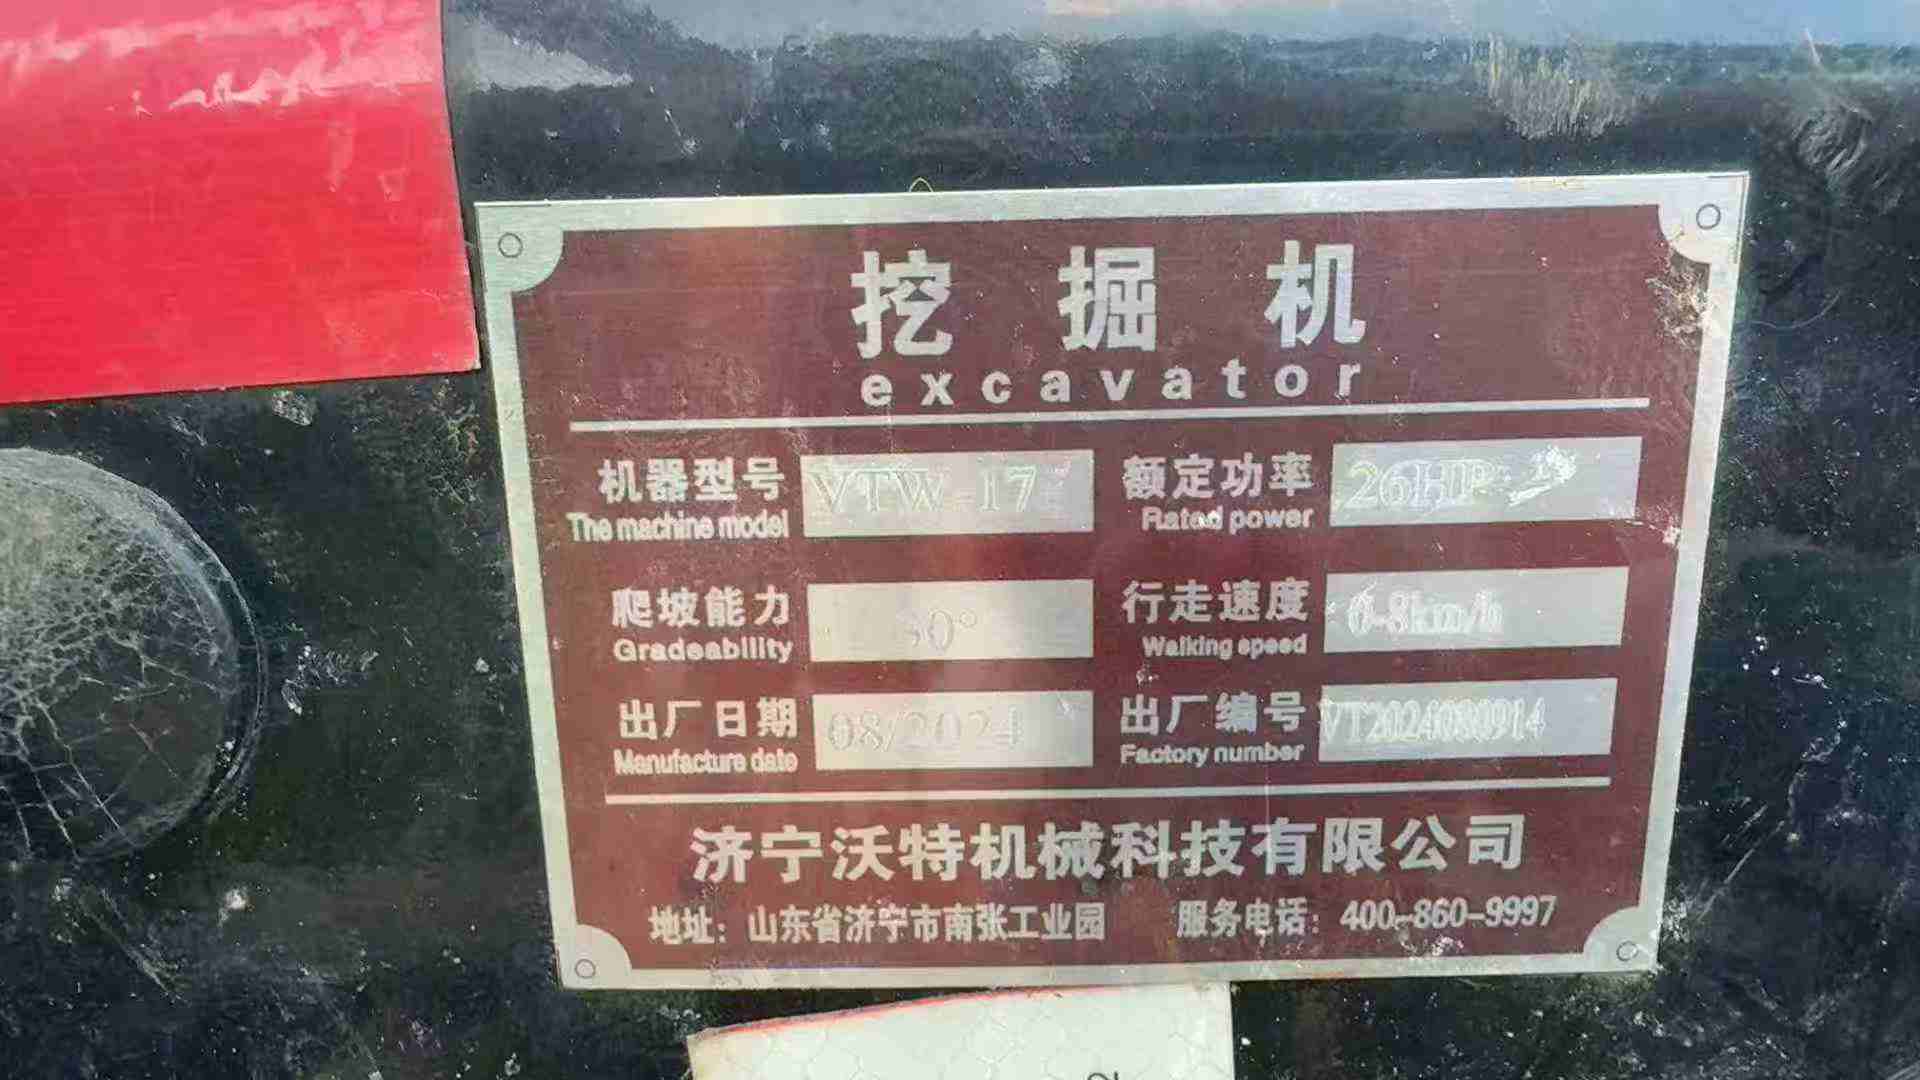 挖掘机
excavator
机器型号 VTW-17 额定功率 26HP
The machine model Rated power
爬坡能力 行走速度 0-8km/h
Gradeability Walking speed
出厂日期 08/2024 出厂编号 VT2024080914
Manufacture date Factory number
济宁沃特机械科技有限公司
地址：山东省济宁市南张工业园 服务电话：400-860-9997